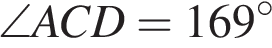 ∠ACD = 169°